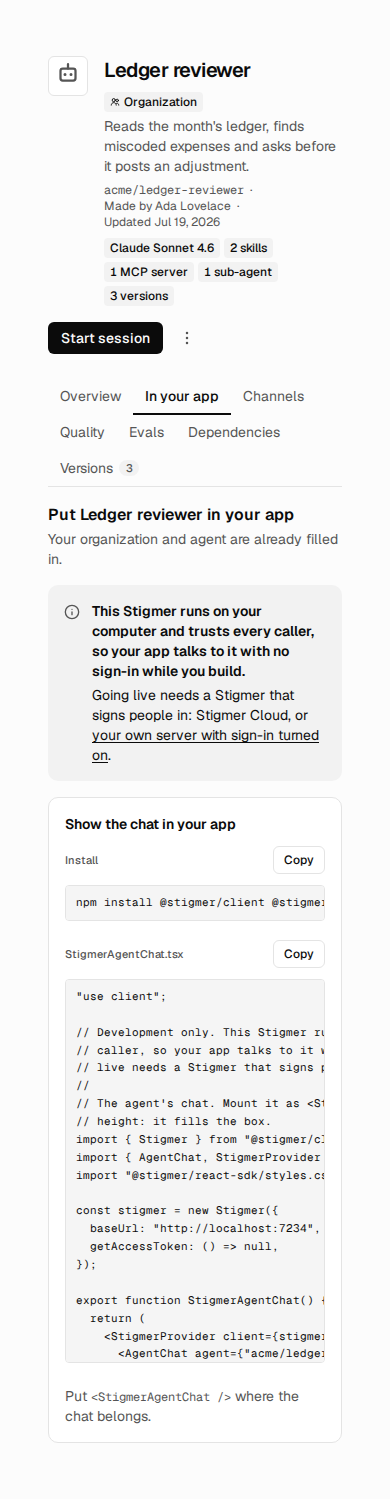 Ledger reviewer
Organization
Reads the month's ledger, finds
miscoded expenses and asks before
it posts an adjustment.
acme/ledger-reviewer ·
Made by Ada Lovelace ·
Updated Jul 19, 2026
Claude Sonnet 4.6 2 skills
1 MCP server 1 sub-agent
3 versions
Start session
Overview In your app Channels
Quality Evals Dependencies
Versions 3
Put Ledger reviewer in your app
Your organization and agent are already filled
in.
This Stigmer runs on your
computer and trusts every caller,
so your app talks to it with no
sign-in while you build.
Going live needs a Stigmer that
signs people in: Stigmer Cloud, or
your own server with sign-in turned
on.
Show the chat in your app
Install Copy
npm install @stigmer/client @stigmer
StigmerAgentChat.tsx Copy
"use client";
// Development only. This Stigmer ru
// caller, so your app talks to it w
// live needs a Stigmer that signs p
//
// The agent's chat. Mount it as <St
// height: it fills the box.
import { Stigmer } from "@stigmer/cl
import { AgentChat, StigmerProvider
import "@stigmer/react-sdk/styles.cs
const stigmer = new Stigmer({
baseUrl: "http://localhost:7234",
getAccessToken: () => null,
});
export function StigmerAgentChat() {
return (
<StigmerProvider client={stigmer
<AgentChat agent={"acme/ledger
Put <StigmerAgentChat /> where the
chat belongs.